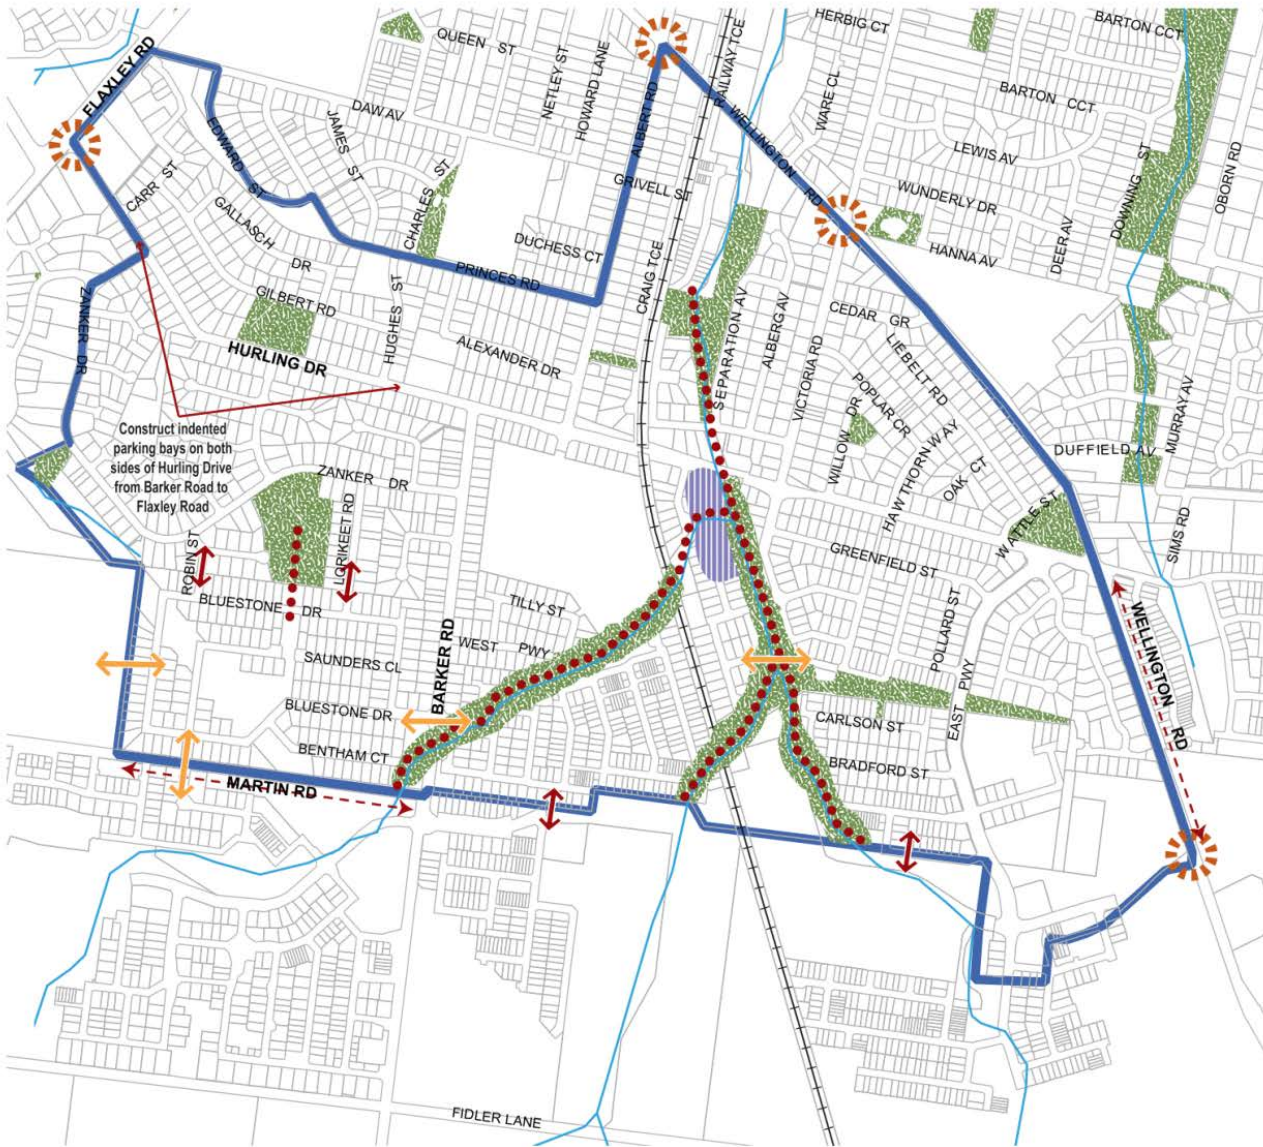 HERBIG CT
BARTON CCT
QUEEN ST
RAILWAY TCE
FLAXLEY RD
NETLEY ST
HOWARD LANE
WARE CL
BARTON CCT
DAW AV
ALBERT RD
WELLINGTON RD
JAMES ST
LEWIS AV
EDWARD ST
OBORN RD
CARR ST
CHARLES ST
GRIVELL ST
WUNDERLY DR
DOWNING ST
GALLASCH DR
DUCHESS CT
CRAIG TCE
HANNA AV
DEER AV
PRINCES RD
ZANKER DR
GILBERT RD
HUGHES ST
SEPARATION AV
ALBERG AV
CEDAR GR
HURLING DR
ALEXANDER DR
VICTORIA RD
LIEBELT RD
POPLAR CR
WILLOW DR
MURRAY AV
Construct indented
parking bays on both
sides of Hurling Drive
from Barker Road to
Flaxley Road
HAWTHORN WAY
OAK CT
DUFFIELD AV
ZANKER DR
LORIKEET RD
WATTLE ST
SIMS RD
ROBIN ST
GREENFIELD ST
BLUESTONE DR
TILLY ST
POLLARD ST
WELLINGTON RD
BARKER RD
WEST PWY
SAUNDERS CL
EAST PWY
BLUESTONE DR
CARLSON ST
BENTHAM CT
BRADFORD ST
MARTIN RD
FIDLER LANE